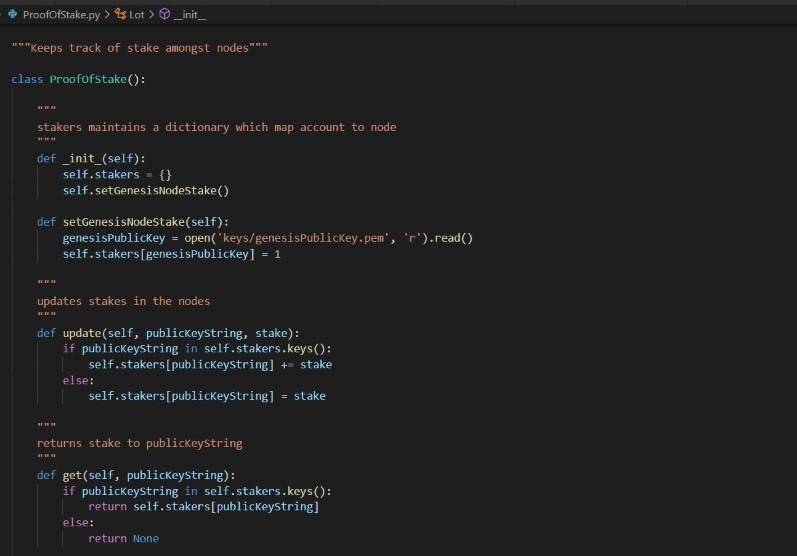 ProofOfStake.py > Lot > __init__
"""Keeps track of stake amongst nodes"""
class ProofOfStake():
"""
stakers maintains a dictionary which map account to node
"""
def _init_(self):
self.stakers = {}
self.setGenesisNodeStake()
def setGenesisNodeStake(self):
genesisPublicKey = open('keys/genesisPublicKey.pem', 'r').read()
self.stakers[genesisPublicKey] = 1
"""
updates stakes in the nodes
"""
def update(self, publicKeyString, stake):
if publicKeyString in self.stakers.keys():
self.stakers[publicKeyString] += stake
else:
self.stakers[publicKeyString] = stake
"""
returns stake to publicKeyString
"""
def get(self, publicKeyString):
if publicKeyString in self.stakers.keys():
return self.stakers[publicKeyString]
else:
return None